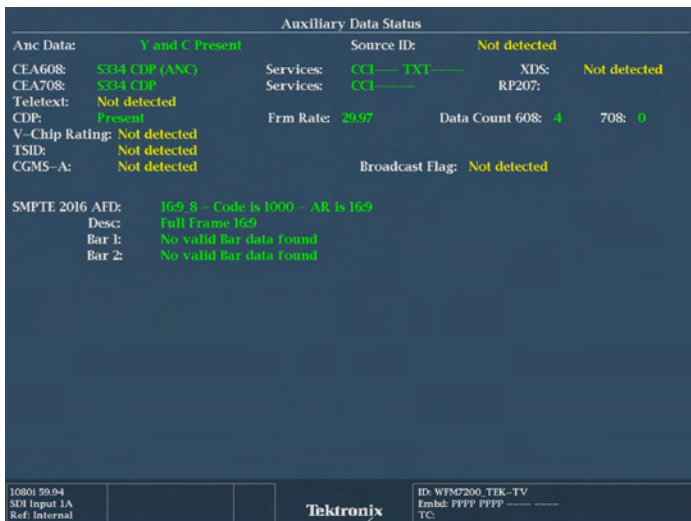 Auxiliary Data Status
Anc Data: Y and C Present Source ID: Not detected
CEA608: S334 CDP (ANC) Services: CC1---- TXT------ XDS: Not detected
CEA708: S334 CDP Services: CC1--------- RP207:
Teletext: Not detected
CDP: Present Frm Rate: 29.97 Data Count 608: 4 708: 0
V-Chip Rating: Not detected
TSID: Not detected
CGMS-A: Not detected Broadcast Flag: Not detected
SMPTE 2016 AFD: 16:9_8 - Code is 1000 - AR is 16:9
Desc: Full Frame 16:9
Bar 1: No valid Bar data found
Bar 2: No valid Bar data found
1080i 59.94
SDI Input 1A
Ref: Internal
Tektronix
ID: WFM7200_TEK-TV
Embd: PPPP PPPP ---- ----
TC: